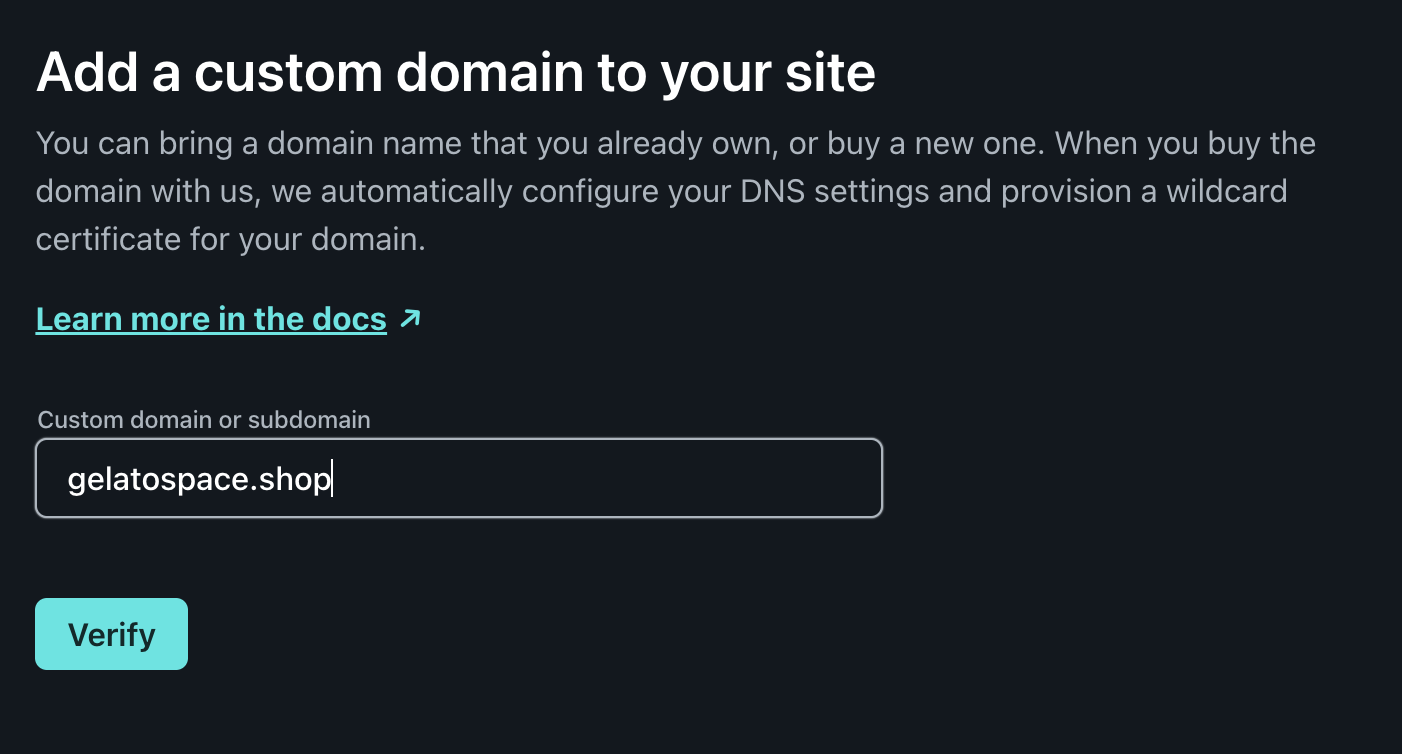 Add a custom domain to your site
You can bring a domain name that you already own, or buy a new one. When you buy the
domain with us, we automatically configure your DNS settings and provision a wildcard
certificate for your domain.
Learn more in the docs
Custom domain or subdomain
gelatospace.shop
Verify